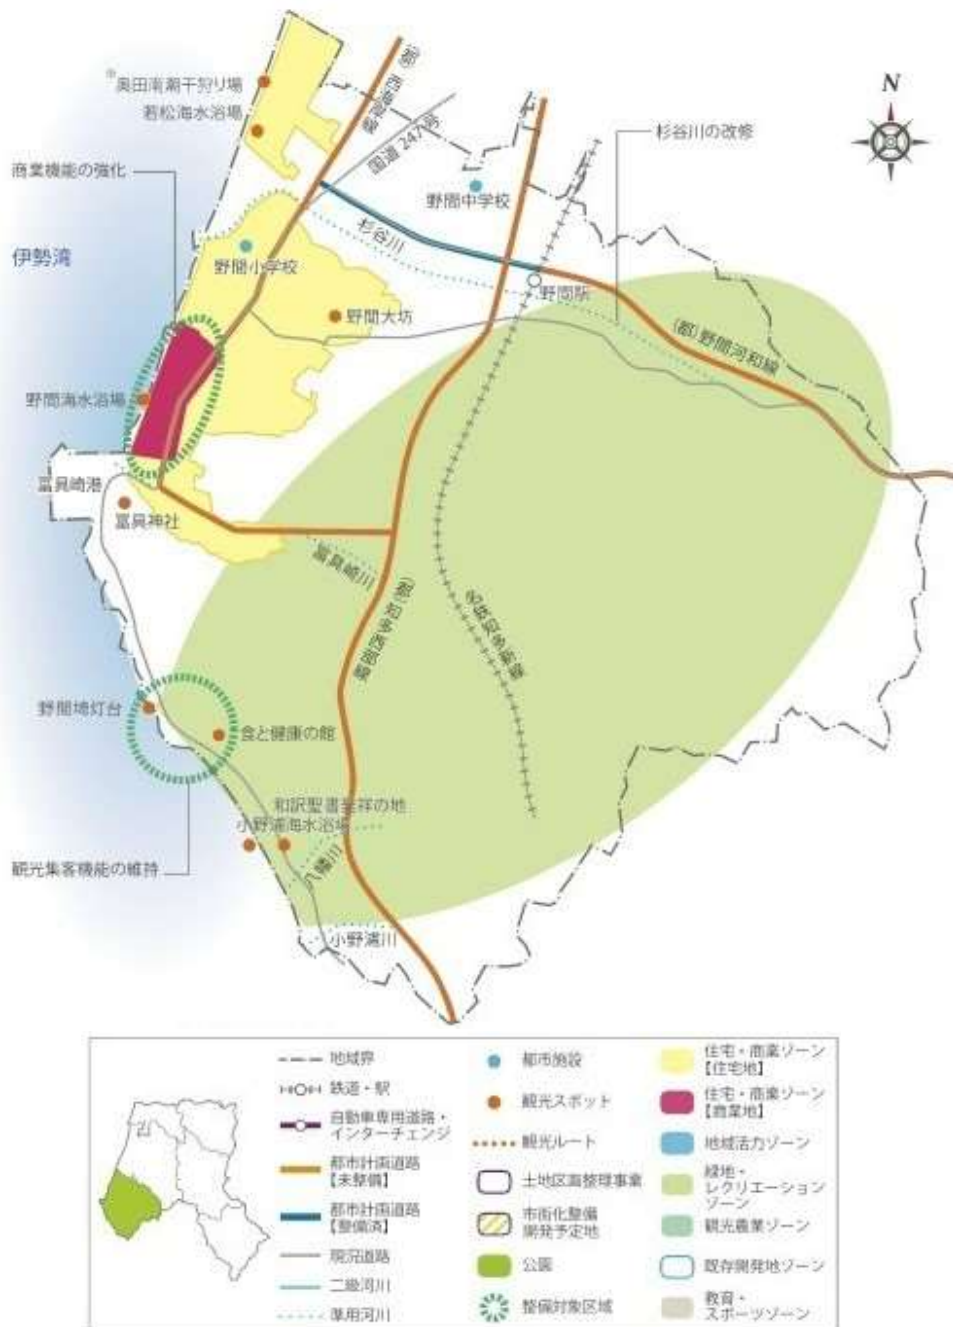 N
※奥田南潮干狩り場
若松海水浴場
(都)西海岸線
国道247号
杉谷川の改修
商業機能の強化
野間中学校
伊勢湾
杉谷川
野間小学校
野間駅
野間大坊
(都)野間河和線
野間海水浴場
冨具崎港
冨具神社
冨具崎川
(都)知多西部線
名鉄知多新線
野間埼灯台
食と健康の館
和訳聖書発祥の地
小野浦海水浴場
八幡川
観光集客機能の維持
小野浦川
地域界
鉄道・駅
自動車専用道路・
インターチェンジ
都市計画道路
【未整備】
都市計画道路
【整備済】
現況道路
二級河川
準用河川
都市施設
観光スポット
観光ルート
土地区画整理事業
市街化整備
開発予定地
公園
整備対象区域
住宅・商業ゾーン
【住宅地】
住宅・商業ゾーン
【商業地】
地域活力ゾーン
緑地・
レクリエーション
ゾーン
観光農業ゾーン
既存開発地ゾーン
教育・
スポーツゾーン